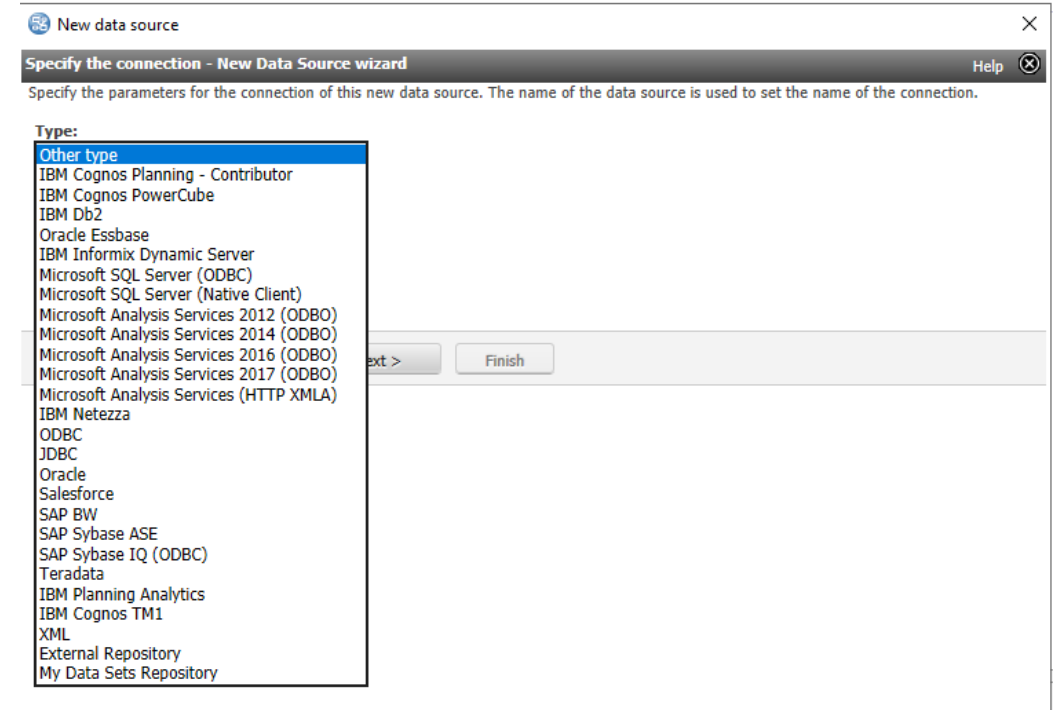 New data source
Specify the connection - New Data Source wizard
Help
Specify the parameters for the connection of this new data source. The name of the data source is used to set the name of the connection.
Type:
Other type
IBM Cognos Planning - Contributor
IBM Cognos PowerCube
IBM Db2
Oracle Essbase
IBM Informix Dynamic Server
Microsoft SQL Server (ODBC)
Microsoft SQL Server (Native Client)
Microsoft Analysis Services 2012 (ODBO)
Microsoft Analysis Services 2014 (ODBO)
Microsoft Analysis Services 2016 (ODBO)
Microsoft Analysis Services 2017 (ODBO)
Microsoft Analysis Services (HTTP XMLA)
ext >
Finish
IBM Netezza
ODBC
JDBC
Oracle
Salesforce
SAP BW
SAP Sybase ASE
SAP Sybase IQ (ODBC)
Teradata
IBM Planning Analytics
IBM Cognos TM1
XML
External Repository
My Data Sets Repository